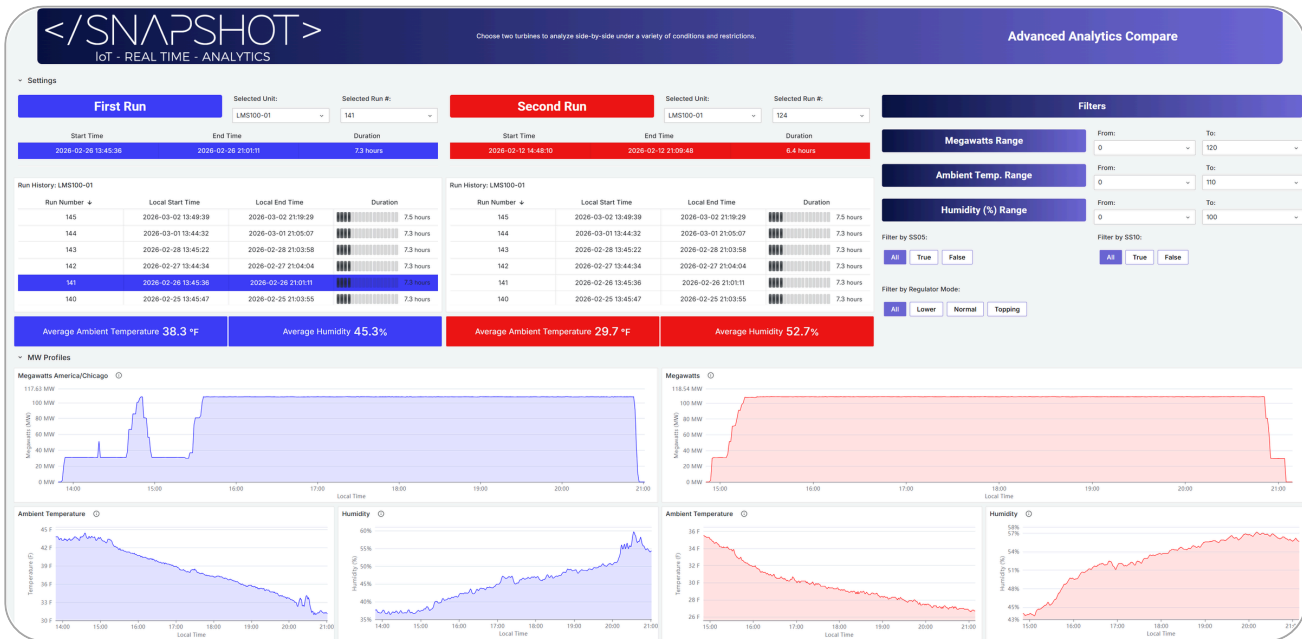 </SNAPSHOT>
IoT - REAL TIME - ANALYTICS
Choose two turbines to analyze side-by-side under a variety of conditions and restrictions.
Advanced Analytics Compare
Settings
First Run
Selected Unit:
LMS100-01
Selected Run #:
141
Start Time End Time Duration
2026-02-26 13:45:36 2026-02-26 21:01:11 7.3 hours
Run History: LMS100-01
Run Number ↓ Local Start Time Local End Time Duration
145 2026-03-02 13:49:39 2026-03-02 21:19:29 7.5 hours
144 2026-03-01 13:44:32 2026-03-01 21:05:07 7.3 hours
143 2026-02-28 13:45:22 2026-02-28 21:03:58 7.3 hours
142 2026-02-27 13:44:34 2026-02-27 21:04:04 7.3 hours
141 2026-02-26 13:45:36 2026-02-26 21:01:11 7.3 hours
140 2026-02-25 13:45:47 2026-02-25 21:03:55 7.3 hours
Average Ambient Temperature 38.3 °F
Average Humidity 45.3%
Second Run
Selected Unit:
LMS100-01
Selected Run #:
124
Start Time End Time Duration
2026-02-12 14:48:10 2026-02-12 21:09:48 6.4 hours
Run History: LMS100-01
Run Number ↓ Local Start Time Local End Time Duration
145 2026-03-02 13:49:39 2026-03-02 21:19:29 7.5 hours
144 2026-03-01 13:44:32 2026-03-01 21:05:07 7.3 hours
143 2026-02-28 13:45:22 2026-02-28 21:03:58 7.3 hours
142 2026-02-27 13:44:34 2026-02-27 21:04:04 7.3 hours
141 2026-02-26 13:45:36 2026-02-26 21:01:11 7.3 hours
140 2026-02-25 13:45:47 2026-02-25 21:03:55 7.3 hours
Average Ambient Temperature 29.7 °F
Average Humidity 52.7%
Filters
Megawatts Range
From: To:
0 120
Ambient Temp. Range
From: To:
0 110
Humidity (%) Range
From: To:
0 100
Filter by SS05:
All True False
Filter by SS10:
All True False
Filter by Regulator Mode:
All Lower Normal Topping
MW Profiles
Megawatts America/Chicago
117.63 MW
100 MW
80 MW
60 MW
40 MW
20 MW
0 MW
Megawatts (MW)
14:00 15:00 16:00 17:00 18:00 19:00 20:00 21:00
Local Time
Megawatts
118.54 MW
100 MW
80 MW
60 MW
40 MW
20 MW
0 MW
Megawatts (MW)
15:00 16:00 17:00 18:00 19:00 20:00 21:00
Local Time
Ambient Temperature
45 F
42 F
39 F
36 F
33 F
30 F
Temperature (F)
14:00 15:00 16:00 17:00 18:00 19:00 20:00 21:00
Local Time
Humidity
60%
55%
50%
45%
40%
35%
Humidity (%)
14:00 15:00 16:00 17:00 18:00 19:00 20:00 21:00
Local Time
Ambient Temperature
36 F
34 F
32 F
30 F
28 F
26 F
Temperature (F)
15:00 16:00 17:00 18:00 19:00 20:00 21:00
Local Time
Humidity
58%
57%
54%
51%
48%
45%
43%
Humidity (%)
15:00 16:00 17:00 18:00 19:00 20:00
Local Time